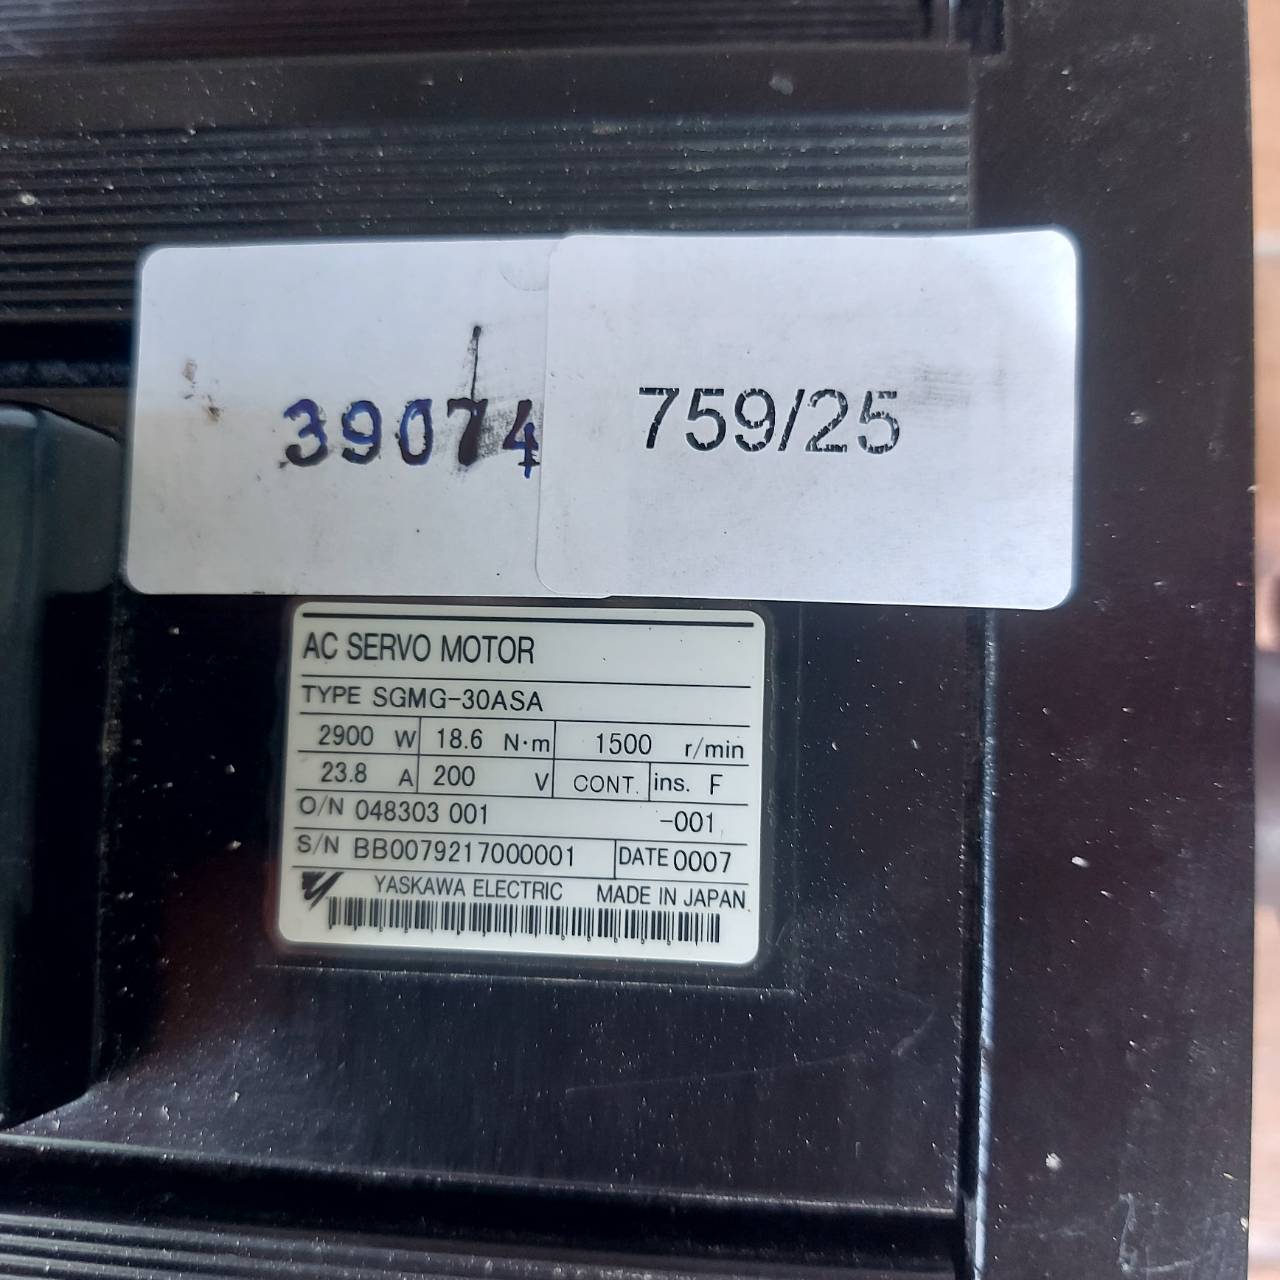 39074
759/25
AC SERVO MOTOR
TYPE SGMG-30ASA
2900 W 18.6 N·m 1500 r/min
23.8 A 200 V CONT. ins. F
O/N 048303 001 -001
S/N BB0079217000001 DATE 0007
YASKAWA ELECTRIC MADE IN JAPAN